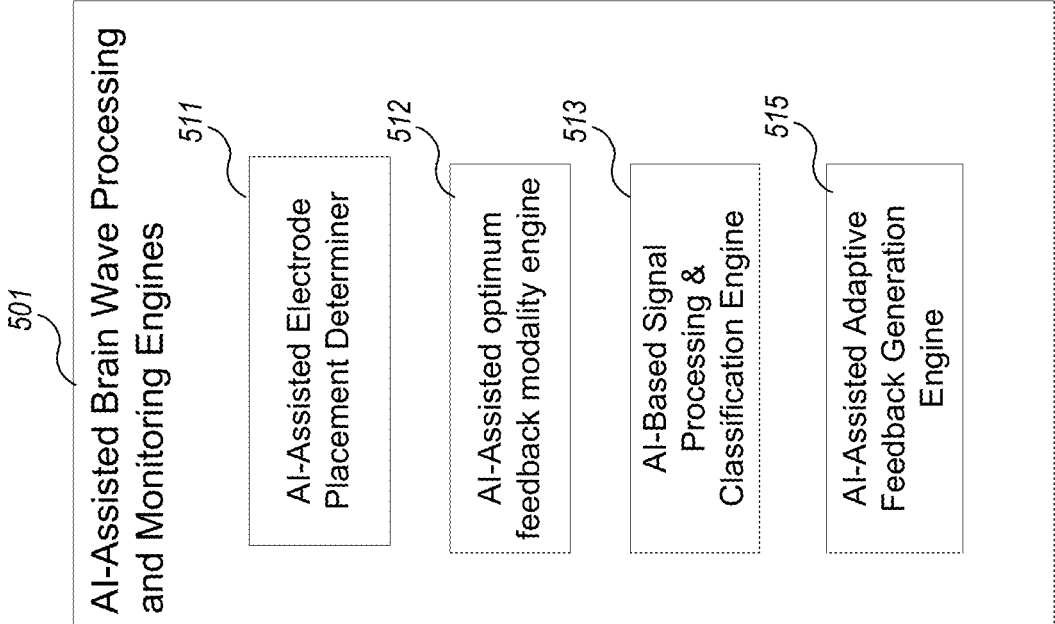 501
AI-Assisted Brain Wave Processing
and Monitoring Engines
511
AI-Assisted Electrode
Placement Determiner
512
AI-Assisted optimum
feedback modality engine
513
AI-Based Signal
Processing &
Classification Engine
515
AI-Assisted Adaptive
Feedback Generation
Engine